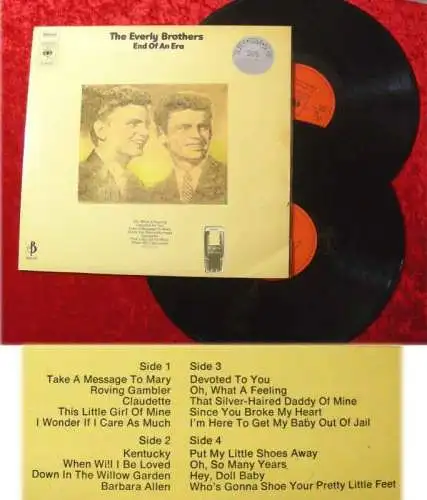 The Everly Brothers
End Of An Era
Side 1
Take A Message To Mary
Roving Gambler
Claudette
This Little Girl Of Mine
I Wonder If I Care As Much
Side 2
Kentucky
When Will I Be Loved
Down In The Willow Garden
Barbara Allen
Side 3
Devoted To You
Oh, What A Feeling
That Silver-Haired Daddy Of Mine
Since You Broke My Heart
I'm Here To Get My Baby Out Of Jail
Side 4
Put My Little Shoes Away
Oh, So Many Years
Hey, Doll Baby
Who's Gonna Shoe Your Pretty Little Feet